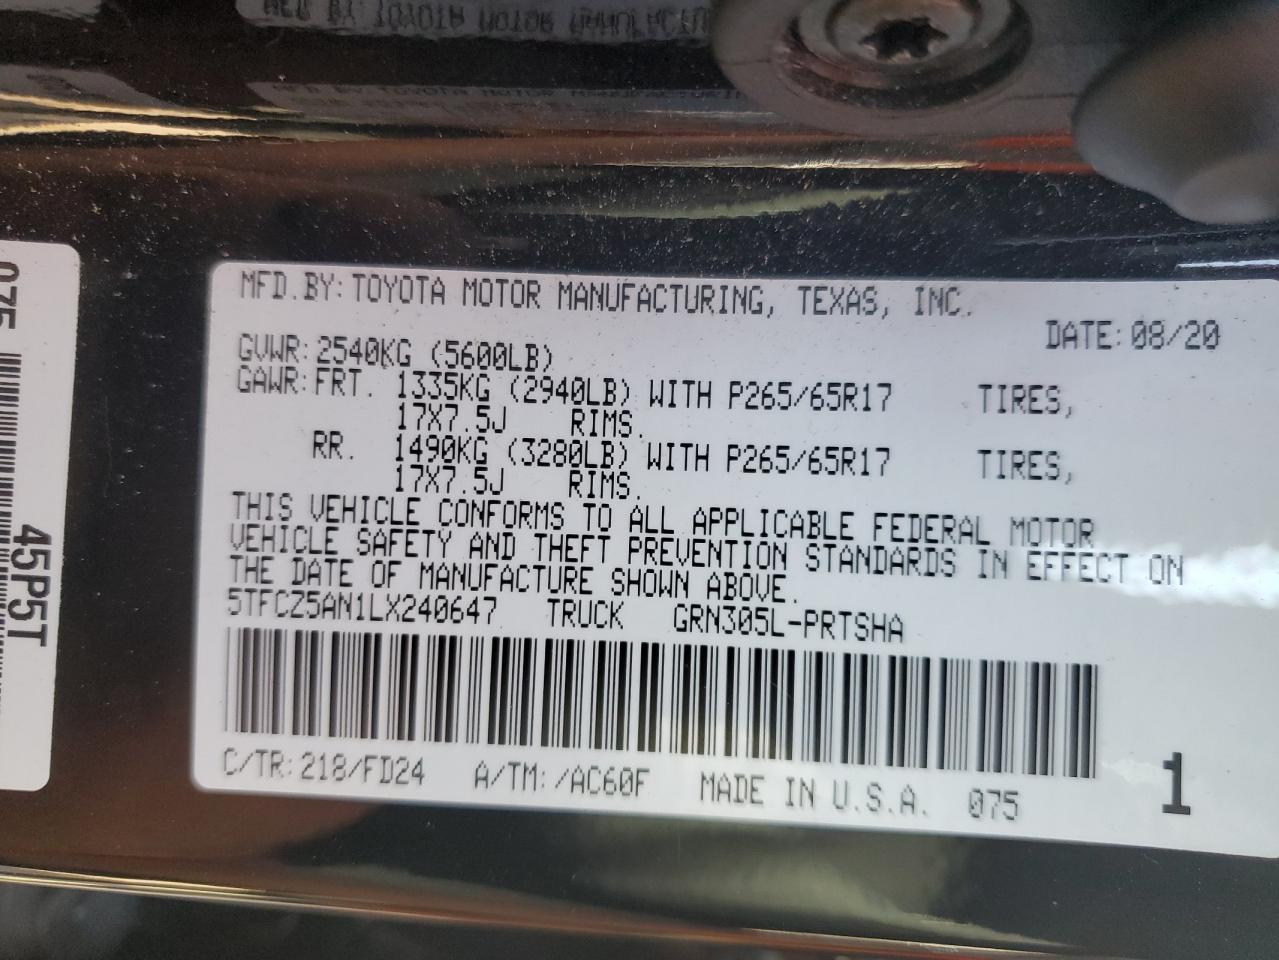 MFD.BY:TOYOTA MOTOR MANUFACTURING, TEXAS, INC.
DATE:08/20
GVWR:2540KG (5600LB)
GAWR:FRT. 1335KG (2940LB) WITH P265/65R17 TIRES,
17X7.5J RIMS.
RR. 1490KG (3280LB) WITH P265/65R17 TIRES,
17X7.5J RIMS.
THIS VEHICLE CONFORMS TO ALL APPLICABLE FEDERAL MOTOR
VEHICLE SAFETY AND THEFT PREVENTION STANDARDS IN EFFECT ON
THE DATE OF MANUFACTURE SHOWN ABOVE.
5TFCZ5AN1LX240647 TRUCK GRN305L-PRTSHA
C/TR:218/FD24 A/TM:/AC60F MADE IN U.S.A. 075
1
075
45P5T